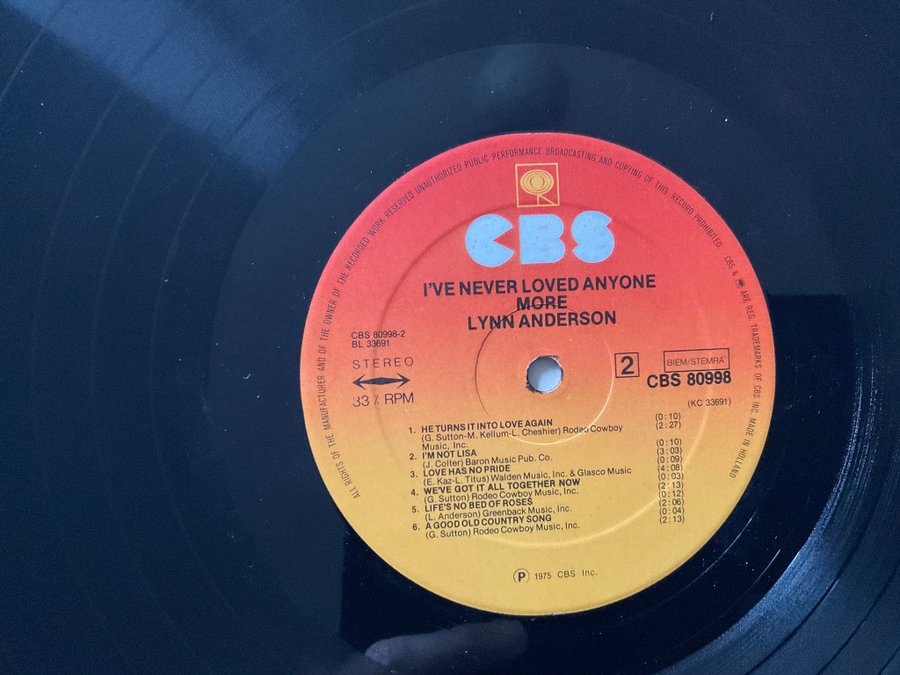 ALL RIGHTS OF THE MANUFACTURER AND OF THE OWNER OF THE RECORDED WORK RESERVED UNAUTHORIZED PUBLIC PERFORMANCE BROADCASTING AND COPYING OF THIS RECORD PROHIBITED
CBS & ARE REG. TRADEMARKS OF CBS INC. MADE IN HOLLAND
CBS
I'VE NEVER LOVED ANYONE
MORE
LYNN ANDERSON
CBS 80998-2
BL 33691
STEREO
33⅓ RPM
2
BIEM/STEMRA
CBS 80998
(KC 33691)
(0:10)
1. HE TURNS IT INTO LOVE AGAIN (2:27)
(G. Sutton-M. Kellum-L. Cheshier) Rodeo Cowboy
Music, Inc. (0:10)
2. I'M NOT LISA (3:03)
(J. Colter) Baron Music Pub. Co. (0:09)
3. LOVE HAS NO PRIDE (4:08)
(E. Kaz-L. Titus) Walden Music, Inc. & Glasco Music (0:03)
4. WE'VE GOT IT ALL TOGETHER NOW (2:13)
(G. Sutton) Rodeo Cowboy Music, Inc. (0:12)
5. LIFE'S NO BED OF ROSES (2:06)
(L. Anderson) Greenback Music, Inc. (0:04)
6. A GOOD OLD COUNTRY SONG (2:13)
(G. Sutton) Rodeo Cowboy Music, Inc.
Ⓟ 1975 CBS Inc.